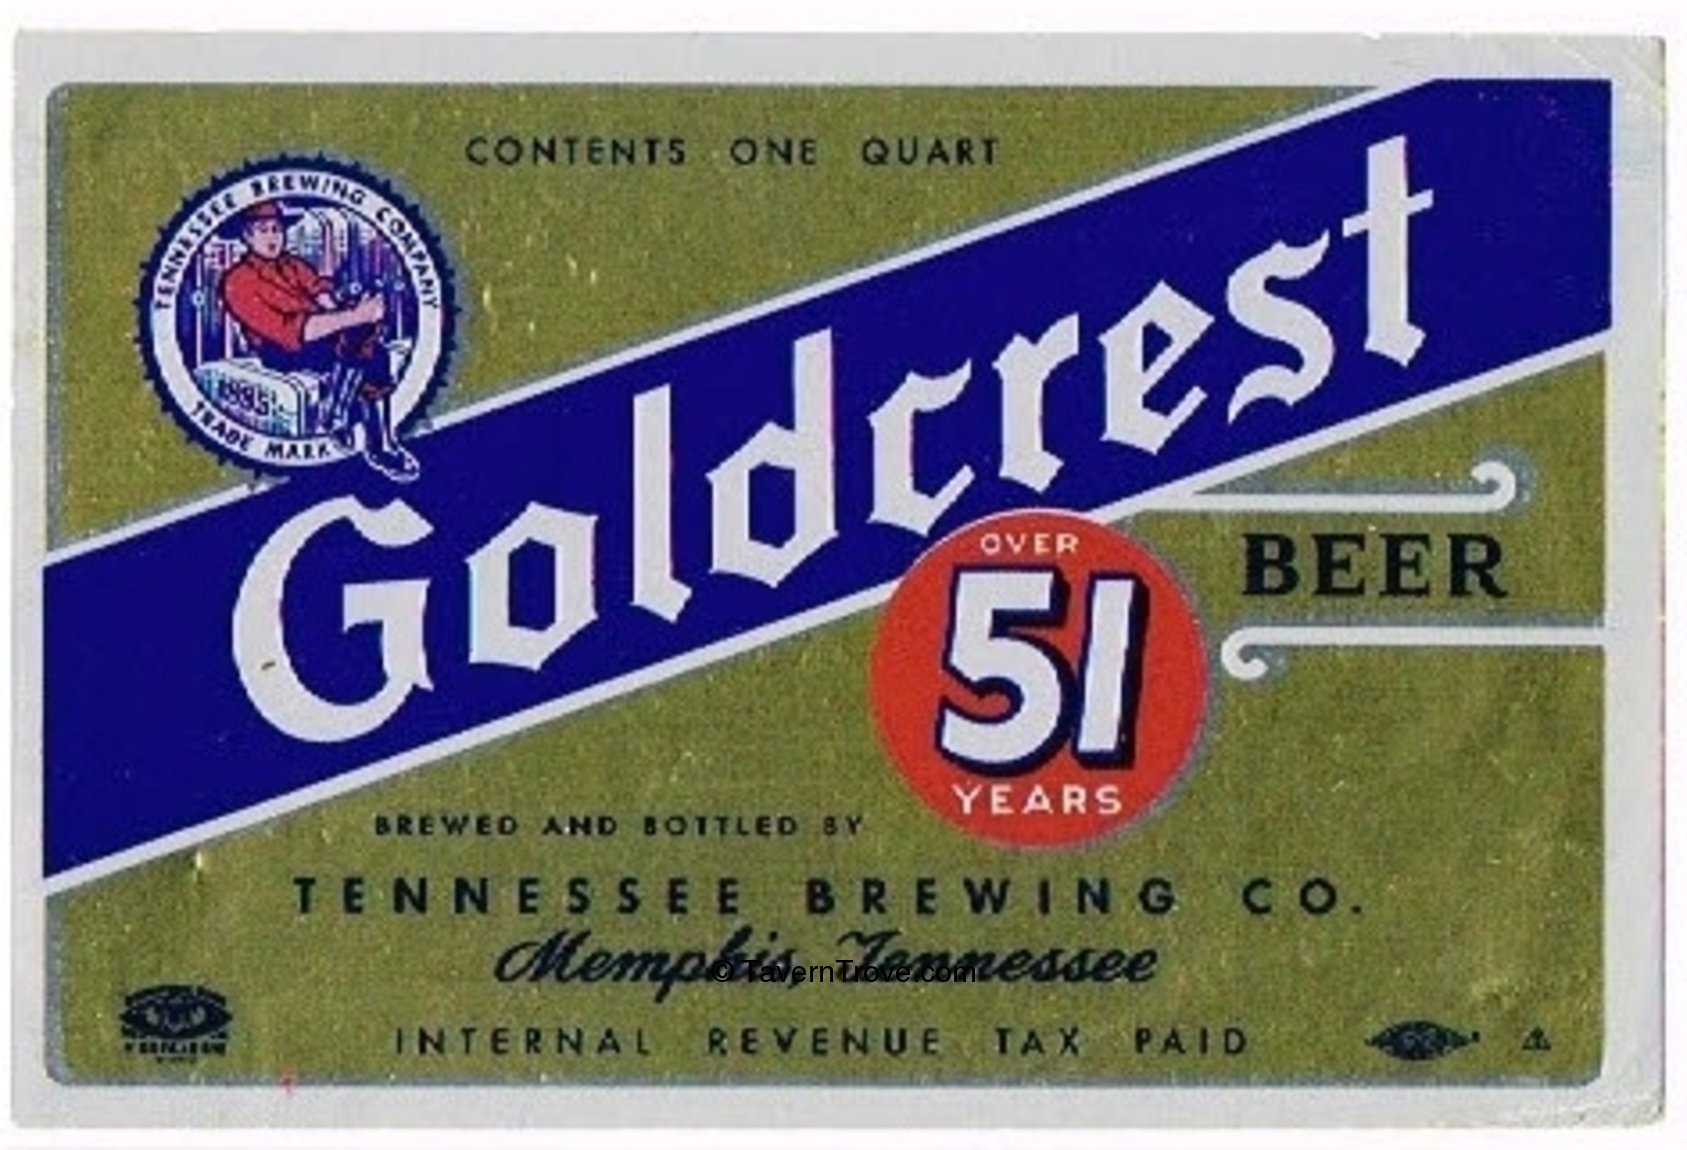 CONTENTS ONE QUART
TENNESSEE BREWING COMPANY
1885
TRADE MARK
Goldcrest
OVER
51
YEARS
BEER
BREWED AND BOTTLED BY
TENNESSEE BREWING CO.
Memphis, Tennessee
© TavernTrove.com
INTERNAL REVENUE TAX PAID